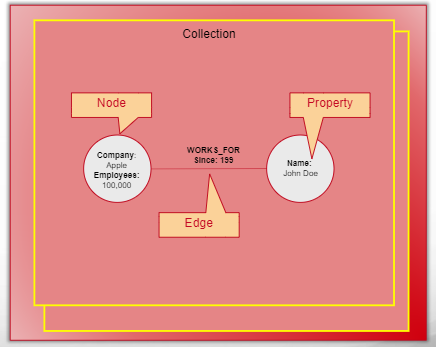 Collection
Node
Property
WORKS_FOR
Since: 199
Company:
Apple
Employees:
100,000
Name:
John Doe
Edge